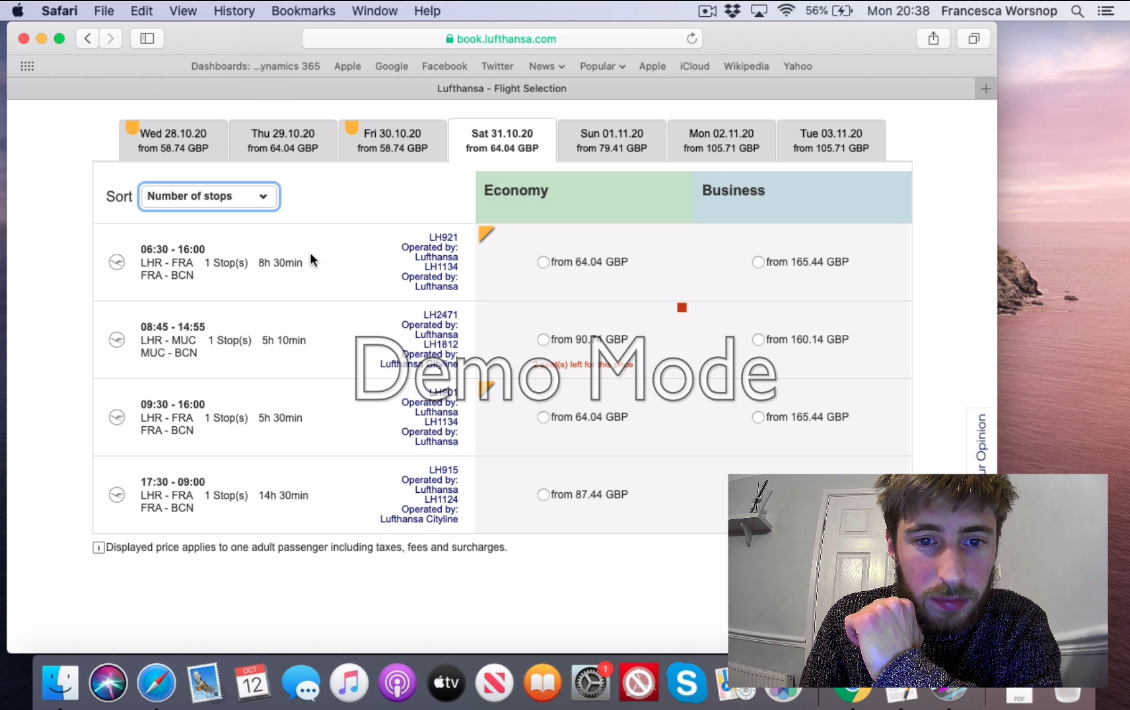 Safari File Edit View History Bookmarks Window Help
56% Mon 20:38 Francesca Worsnop
book.lufthansa.com
Dashboards: ...ynamics 365 Apple Google Facebook Twitter News Popular Apple iCloud Wikipedia Yahoo
Lufthansa - Flight Selection
Wed 28.10.20
from 58.74 GBP
Thu 29.10.20
from 64.04 GBP
Fri 30.10.20
from 58.74 GBP
Sat 31.10.20
from 64.04 GBP
Sun 01.11.20
from 79.41 GBP
Mon 02.11.20
from 105.71 GBP
Tue 03.11.20
from 105.71 GBP
Sort Number of stops
Economy
Business
06:30 - 16:00
LHR - FRA 1 Stop(s) 8h 30min
FRA - BCN
LH921
Operated by:
Lufthansa
LH1134
Operated by:
Lufthansa
from 64.04 GBP
from 165.44 GBP
08:45 - 14:55
LHR - MUC 1 Stop(s) 5h 10min
MUC - BCN
LH2471
Operated by:
Lufthansa
LH1812
Operated by:
Lufthansa Cityline
from GBP
seat(s) left for this price
from 160.14 GBP
Demo Mode
09:30 - 16:00
LHR - FRA 1 Stop(s) 5h 30min
FRA - BCN
Operated by:
Lufthansa
LH1134
Operated by:
Lufthansa
from 64.04 GBP
from 165.44 GBP
17:30 - 09:00
LHR - FRA 1 Stop(s) 14h 30min
FRA - BCN
LH915
Operated by:
Lufthansa
LH1124
Operated by:
Lufthansa Cityline
from 87.44 GBP
Displayed price applies to one adult passenger including taxes, fees and surcharges.
Opinion
OCT
12
tv
1
PDF